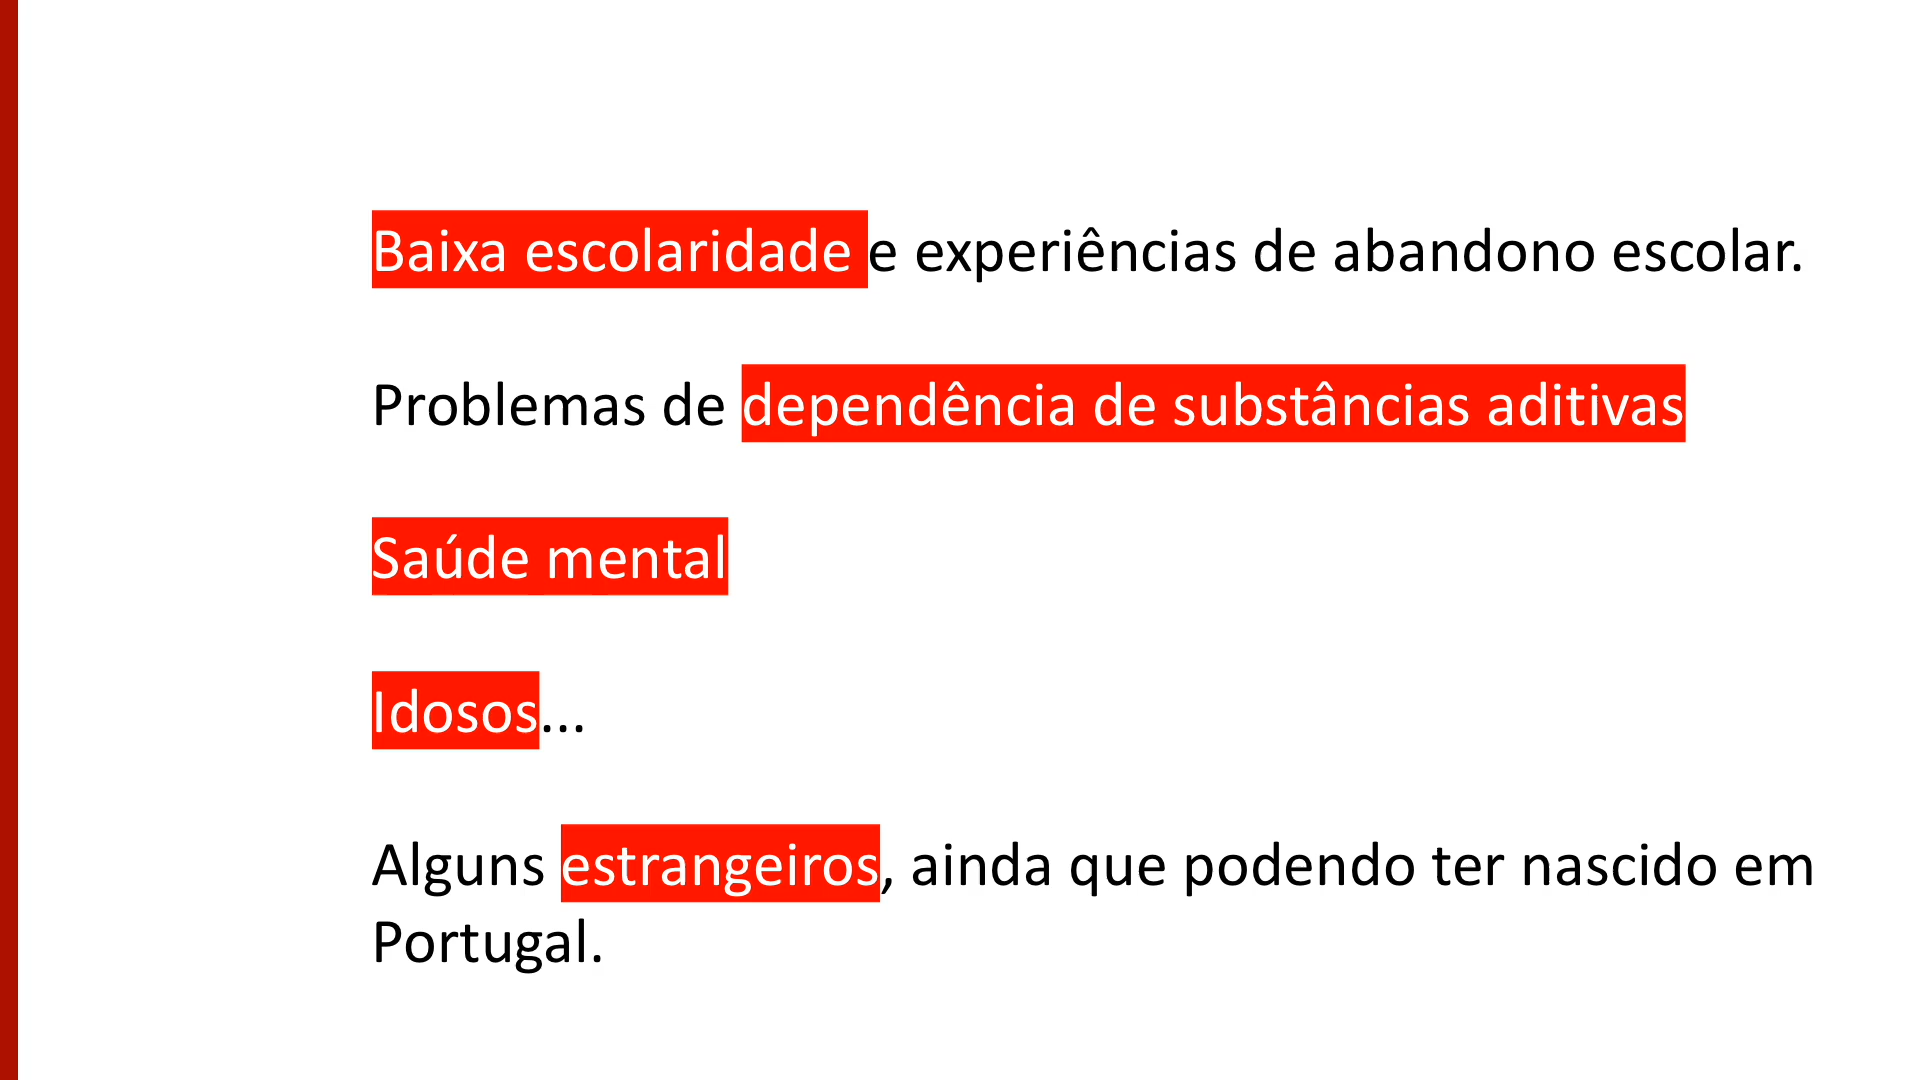 Baixa escolaridade e experiências de abandono escolar.
Problemas de dependência de substâncias aditivas
Saúde mental
Idosos...
Alguns estrangeiros, ainda que podendo ter nascido em
Portugal.